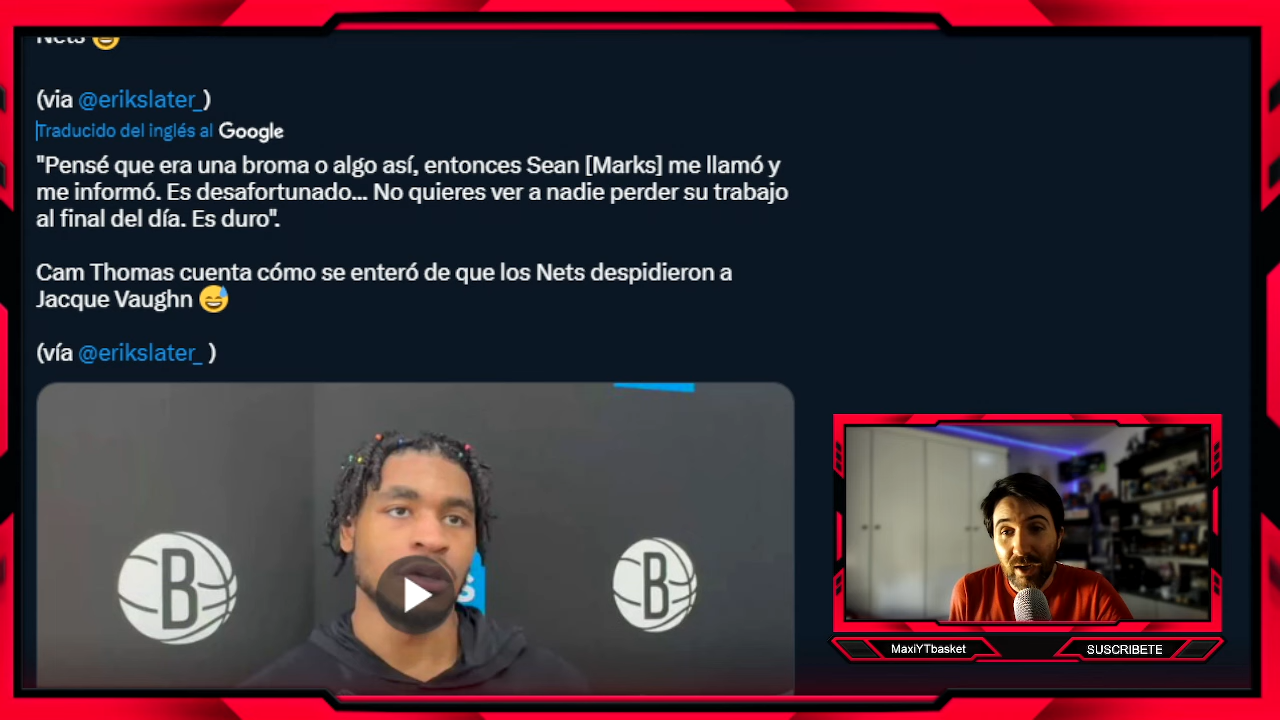 Nets 😅
(via @erikslater_)
Traducido del inglés al Google
"Pensé que era una broma o algo así, entonces Sean [Marks] me llamó y
me informó. Es desafortunado... No quieres ver a nadie perder su trabajo
al final del día. Es duro".
Cam Thomas cuenta cómo se enteró de que los Nets despidieron a
Jacque Vaughn 😅
(vía @erikslater_ )
B
B
s
MaxiYTbasket
SUSCRIBETE